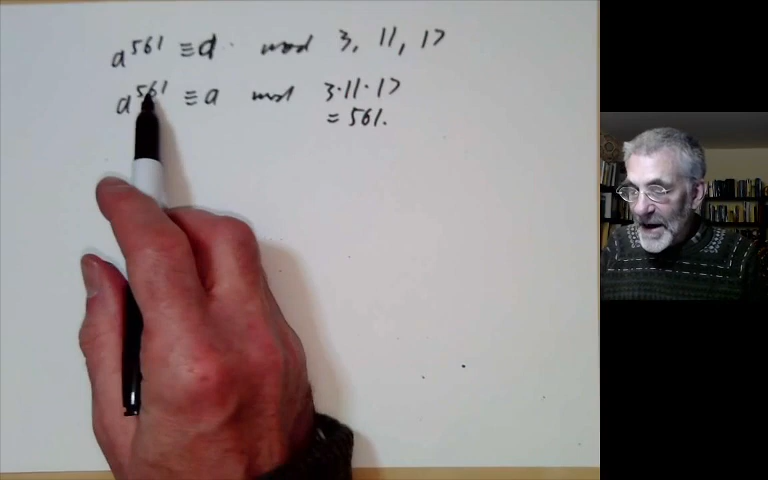 a^561 ≡ a mod 3, 11, 17
a^561 ≡ a mod 3·11·17
= 561.